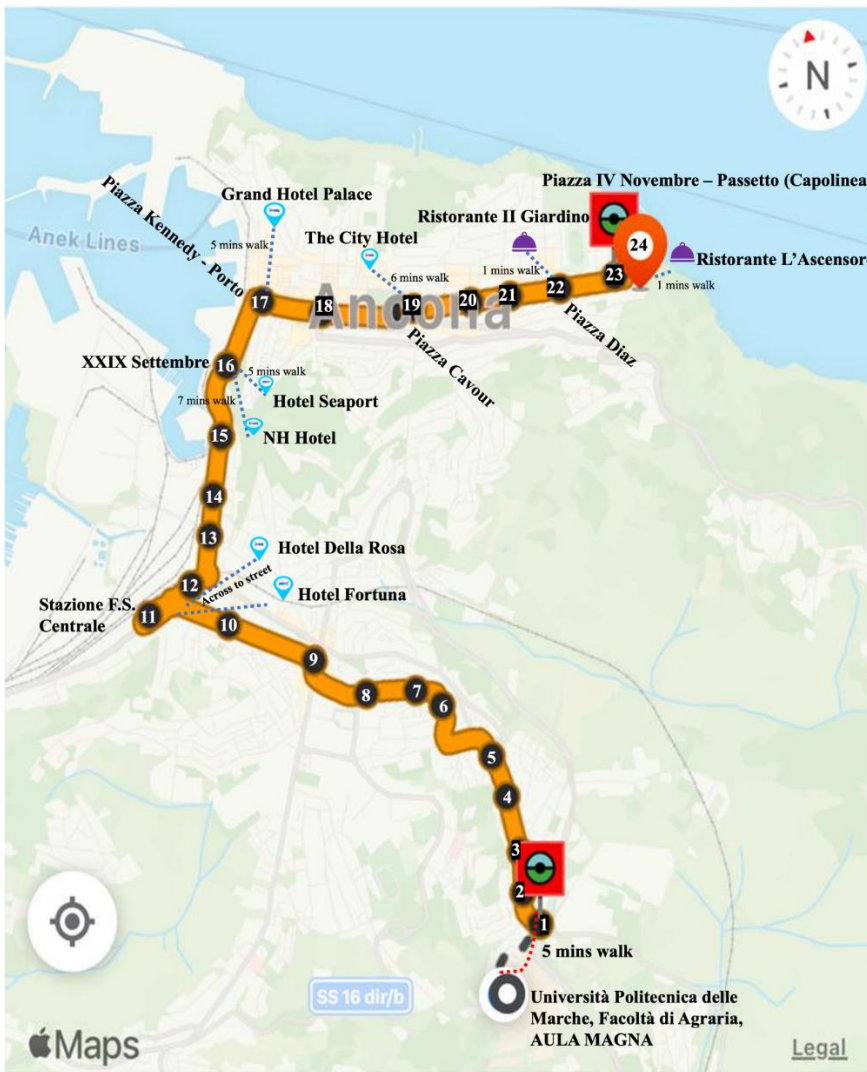 N
Piazza IV Novembre – Passetto (Capolinea
Grand Hotel Palace
Ristorante II Giardino
The City Hotel
24
Piazza Kennedy - Porto
Anek Lines
5 mins walk
Ristorante L'Ascensore
6 mins walk
1 mins walk
23
1 mins walk
22
21
20
19
18
17
Ancona
Piazza Diaz
Piazza Cavour
XXIX Settembre
16
5 mins walk
7 mins walk
Hotel Seaport
NH Hotel
15
14
13
Hotel Della Rosa
12
Across to street
Hotel Fortuna
Stazione F.S.
Centrale
11
10
9
8
7
6
5
4
3
2
1
5 mins walk
SS 16 dir/b
Università Politecnica delle
Marche, Facoltà di Agraria,
AULA MAGNA
Maps
Legal